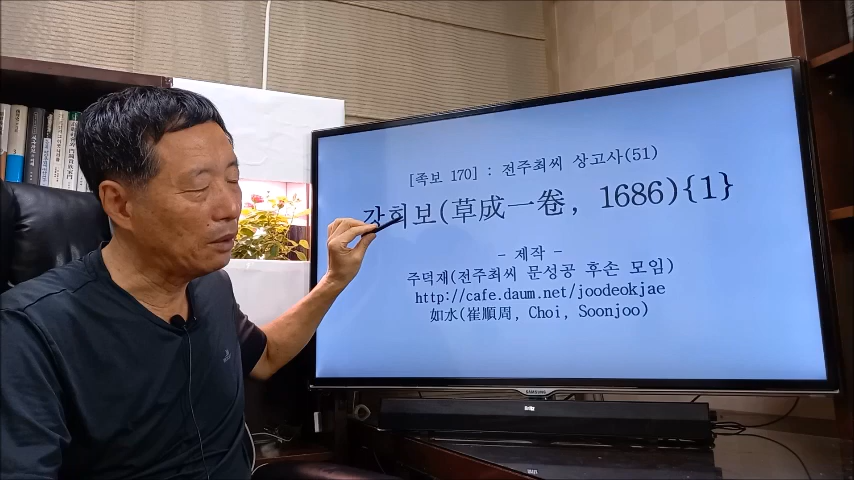 [족보 170] : 전주최씨 상고사(51)
보(草成一卷, 1686){1}
- 제작 -
주덕재(전주최씨 문성공 후손 모임)
http://cafe.daum.net/joodeokjae
如水(崔順周, Choi, Soonjoo)
SAMSUNG
Britz